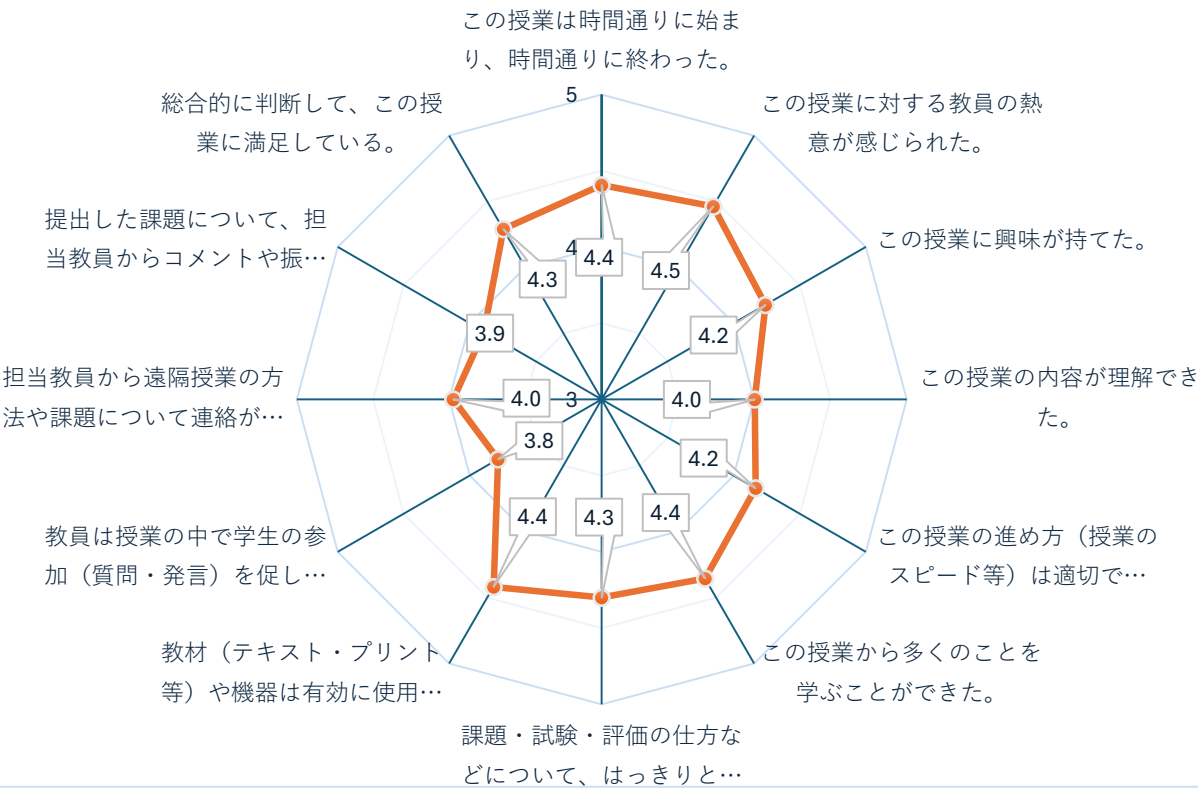 この授業は時間通りに始ま
り、時間通りに終わった。
この授業に対する教員の熱
意が感じられた。
この授業に興味が持てた。
この授業の内容が理解でき
た。
この授業の進め方（授業の
スピード等）は適切で…
この授業から多くのことを
学ぶことができた。
課題・試験・評価の仕方な
どについて、はっきりと…
教材（テキスト・プリント
等）や機器は有効に使用…
教員は授業の中で学生の参
加（質問・発言）を促し…
担当教員から遠隔授業の方
法や課題について連絡が…
提出した課題について、担
当教員からコメントや振…
総合的に判断して、この授
業に満足している。
5
4
3
4.4
4.5
4.2
4.0
4.2
4.4
4.3
4.4
3.8
4.0
3.9
4.3